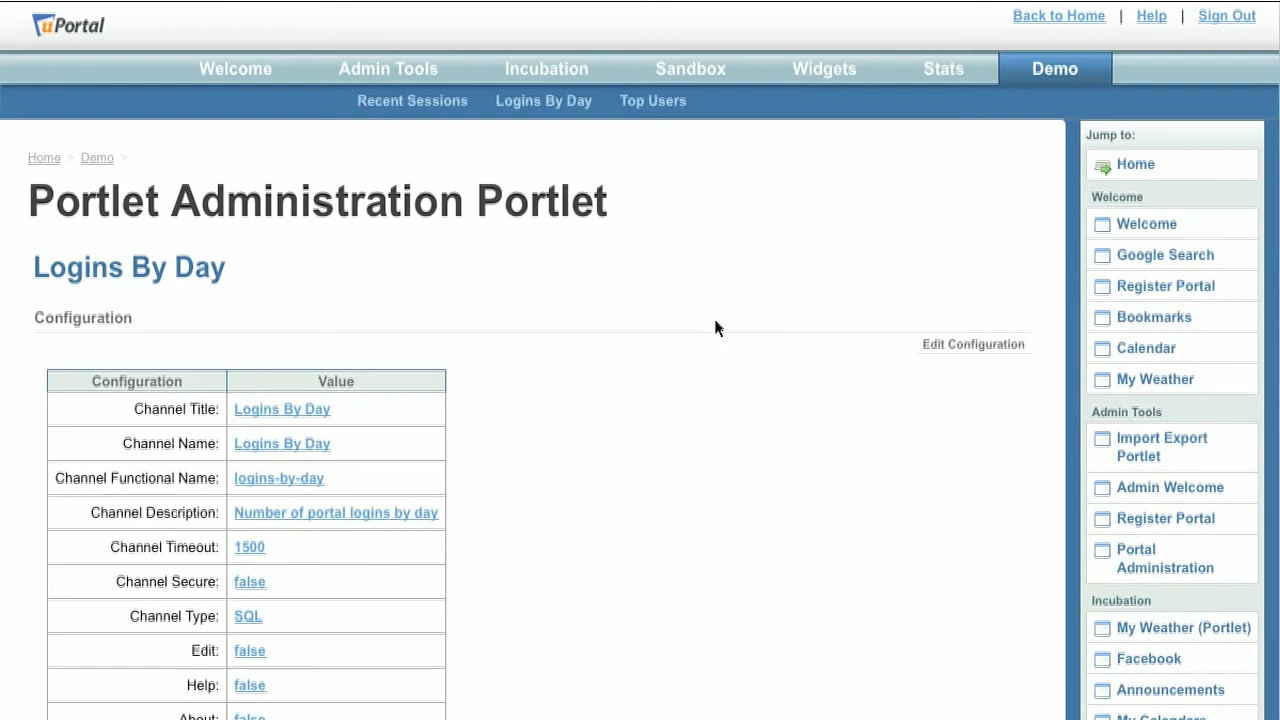 uPortal
Back to Home | Help | Sign Out
Welcome Admin Tools Incubation Sandbox Widgets Stats Demo
Recent Sessions Logins By Day Top Users
Home > Demo >
Portlet Administration Portlet
Logins By Day
Configuration
Edit Configuration
Configuration Value
Channel Title: Logins By Day
Channel Name: Logins By Day
Channel Functional Name: logins-by-day
Channel Description: Number of portal logins by day
Channel Timeout: 1500
Channel Secure: false
Channel Type: SQL
Edit: false
Help: false
About: false
Jump to:
Home
Welcome
Welcome
Google Search
Register Portal
Bookmarks
Calendar
My Weather
Admin Tools
Import Export
Portlet
Admin Welcome
Register Portal
Portal
Administration
Incubation
My Weather (Portlet)
Facebook
Announcements
My Calendars